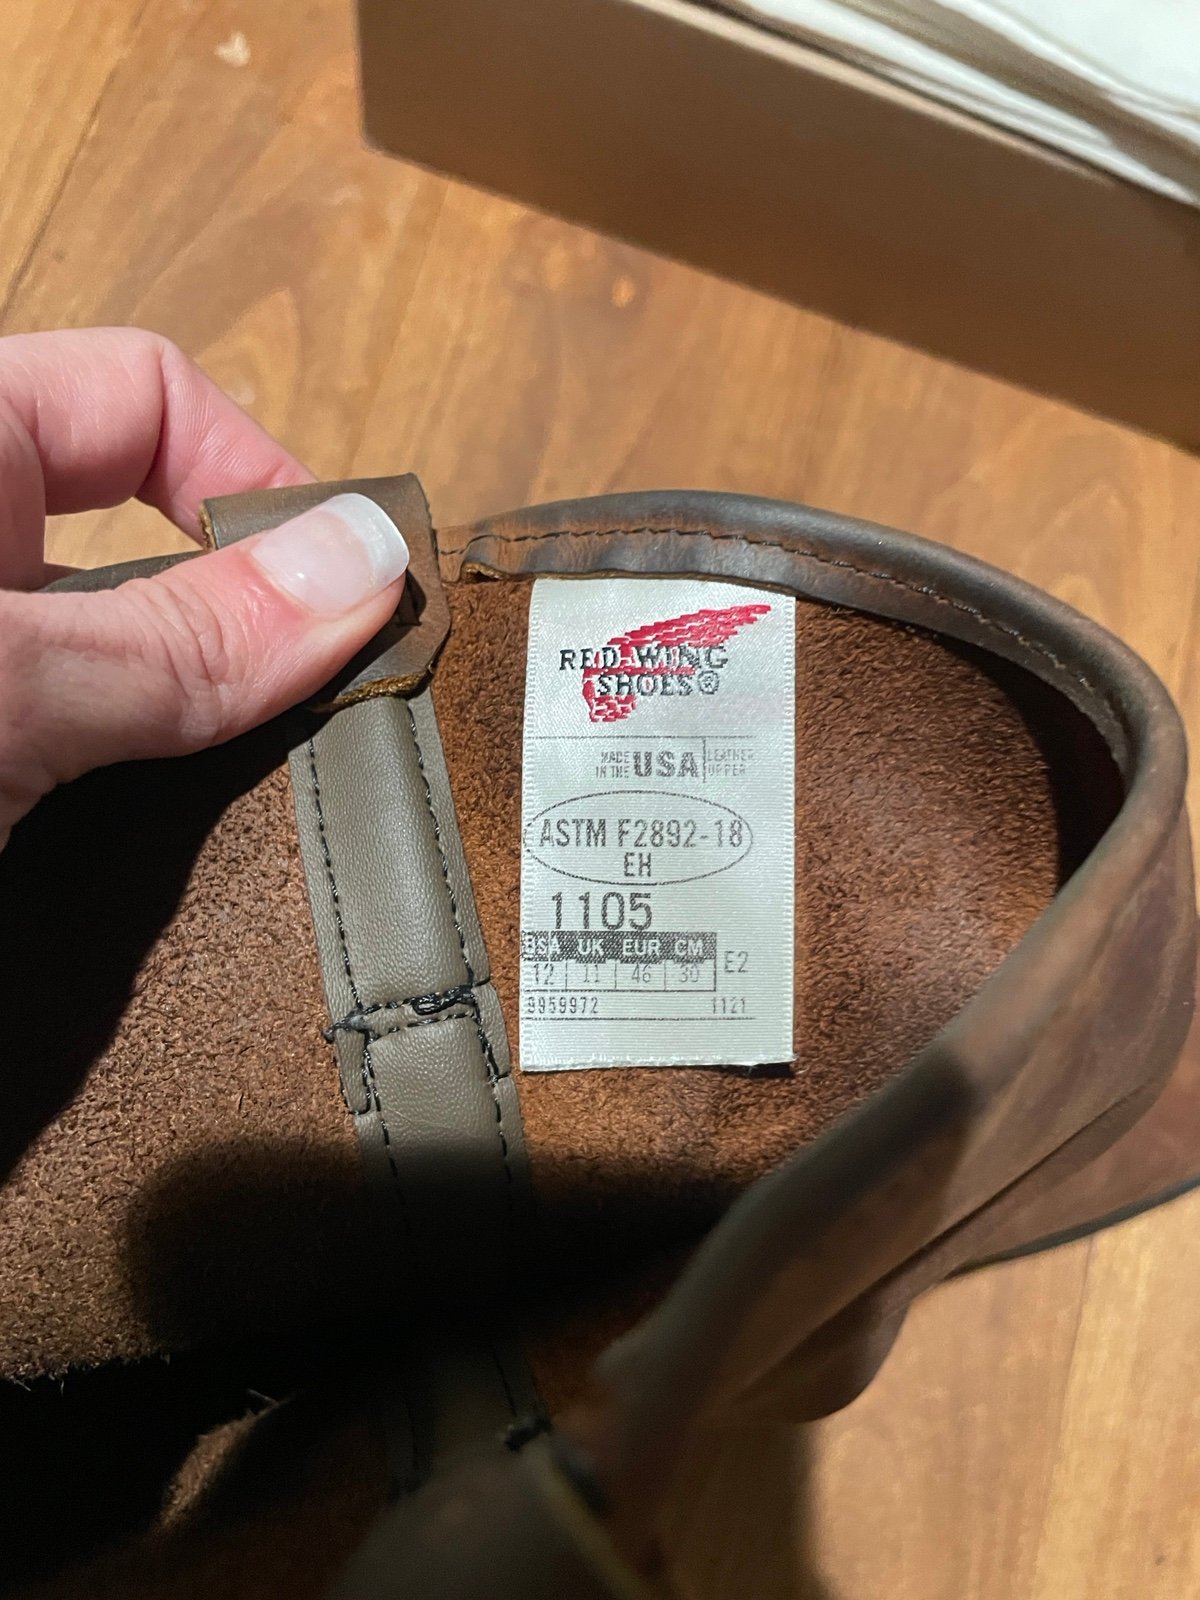 RED WING
SHOES®
MADE IN THE USA LEATHER UPPER
ASTM F2892-18
EH
1105
USA UK EUR CM
12 11 46 30 E2
9959972 1121